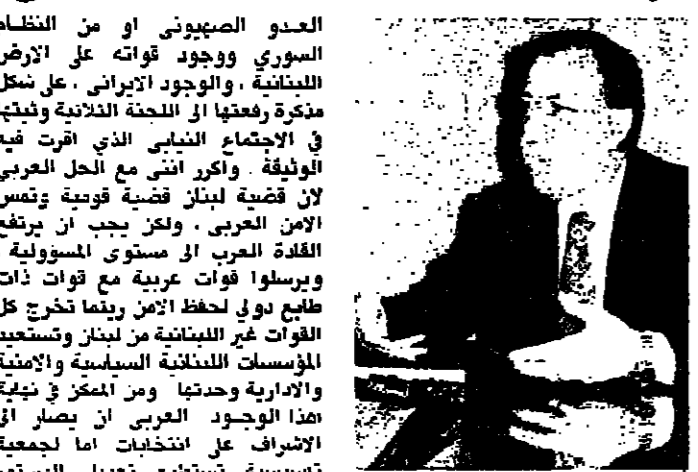 العدو الصهيوني او من النظام
السوري ووجود قواته على الارض
اللبنانية ، والوجود الايراني ، على شكل
مذكرة رفعتها الى اللجنة الثلاثية وثبتها
في الاجتماع النيابي الذي اقرت فيه
الوثيقة . واكرر انني مع الحل العربي
لان قضية لبنان قضية قومية وتمس
الامن العربي . ولكن يجب ان يرتفع
القادة العرب الى مستوى المسؤولية ،
ويرسلوا قوات عربية مع قوات ذات
طابع دولي لحفظ الامن ريثما تخرج كل
القوات غير اللبنانية من لبنان وتستعيد
المؤسسات اللبنانية السياسية والامنية
والادارية وحدتها ومن الممكن في نهاية
هذا الوجود العربي ان يصار الى
الاشراف على انتخابات اما لجمعية